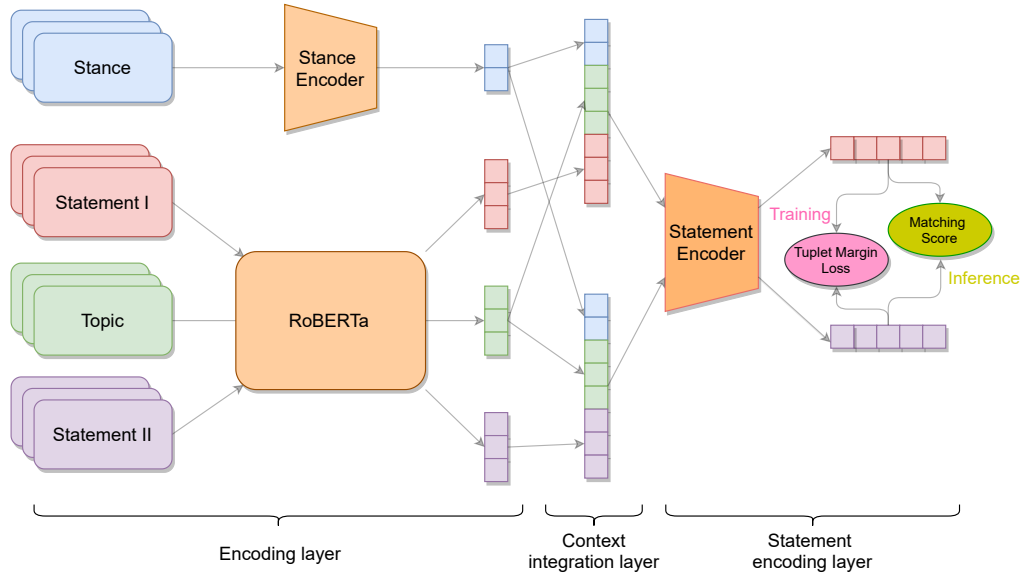 Stance
Stance
Encoder
Statement I
Topic
Statement II
RoBERTa
Statement
Encoder
Training
Tuplet Margin
Loss
Matching
Score
Inference
Encoding layer
Context
integration layer
Statement
encoding layer